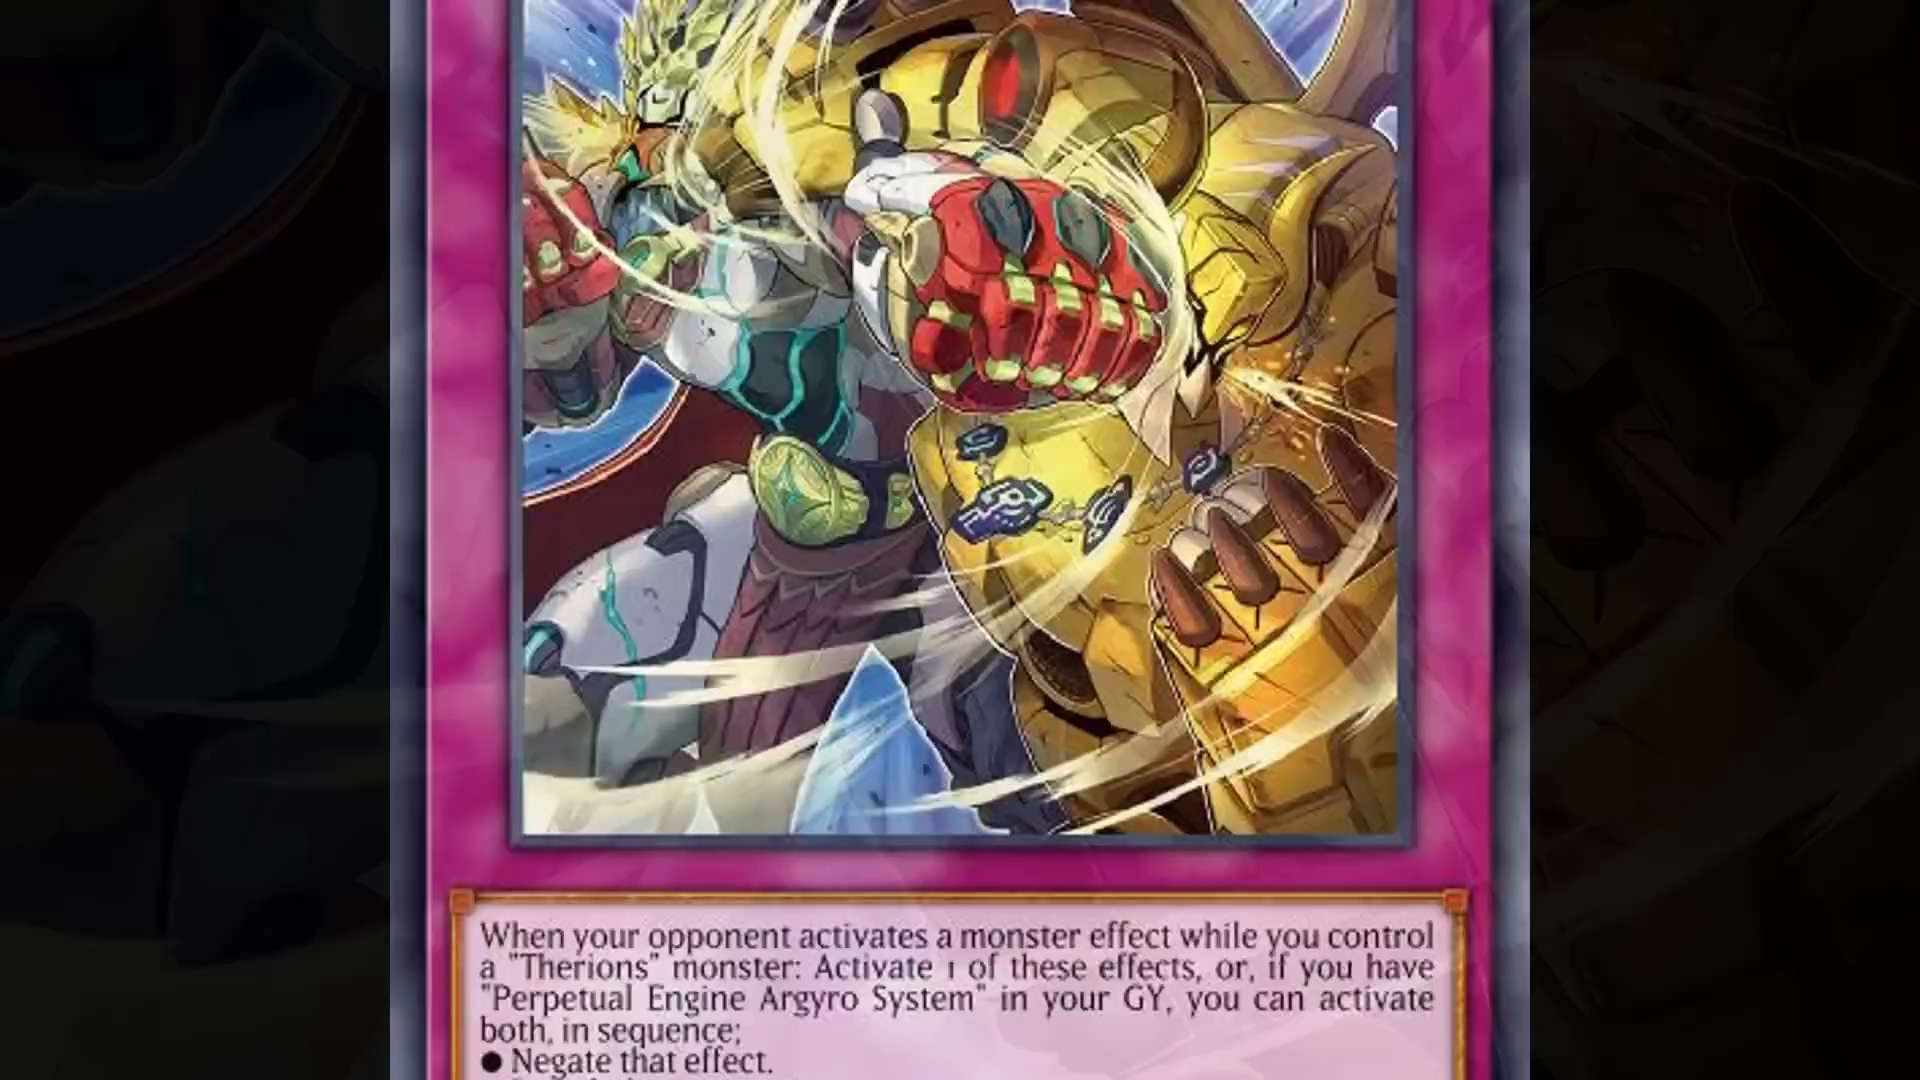 When your opponent activates a monster effect while you control
a "Therions" monster: Activate 1 of these effects, or, if you have
"Perpetual Engine Argyro System" in your GY, you can activate
both, in sequence;
● Negate that effect.